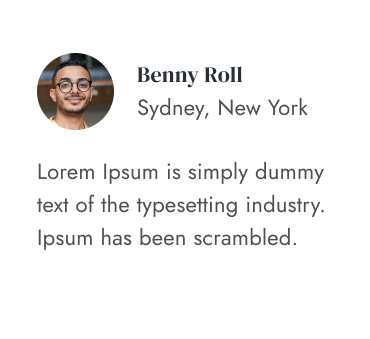 Benny Roll
Sydney, New York
Lorem Ipsum is simply dummy
text of the typesetting industry.
Ipsum has been scrambled.